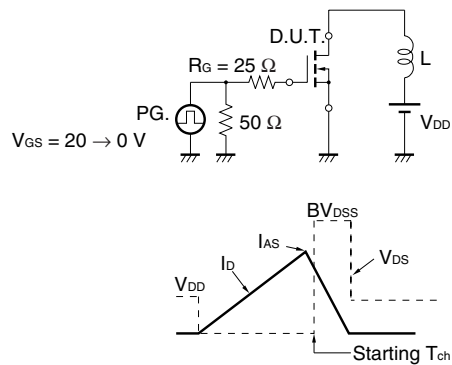 D.U.T.
RG = 25 Ω
L
PG.
50 Ω
VDD
VGS = 20 → 0 V
BVDSS
IAS
ID
VDS
VDD
Starting Tch